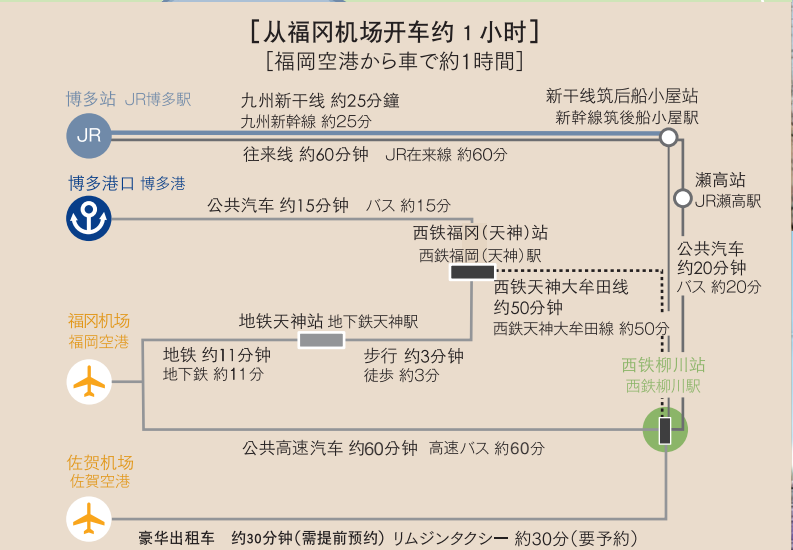 [从福冈机场开车约 1 小时]
[福岡空港から車で約1時間]
博多站 JR博多駅
JR
九州新干线 约25分鐘
九州新幹線 約25分
往来线 约60分钟 JR在来線 約60分
新干线筑后船小屋站
新幹線筑後船小屋駅
瀬高站
JR瀬高駅
博多港口 博多港
公共汽车 约15分钟 バス 約15分
西铁福冈(天神)站
西鉄福岡(天神)駅
公共汽车
约20分钟
バス 約20分
西铁天神大牟田线
约50分钟
西鉄天神大牟田線 約50分
福冈机场
福岡空港
地铁天神站 地下鉄天神駅
地铁 约11分钟
地下鉄 約11分
步行 约3分钟
徒歩 約3分
西铁柳川站
西鉄柳川駅
公共高速汽车 约60分钟 高速バス 約60分
佐贺机场
佐賀空港
豪华出租车 约30分钟(需提前预约) リムジンタクシー 約30分(要予約)